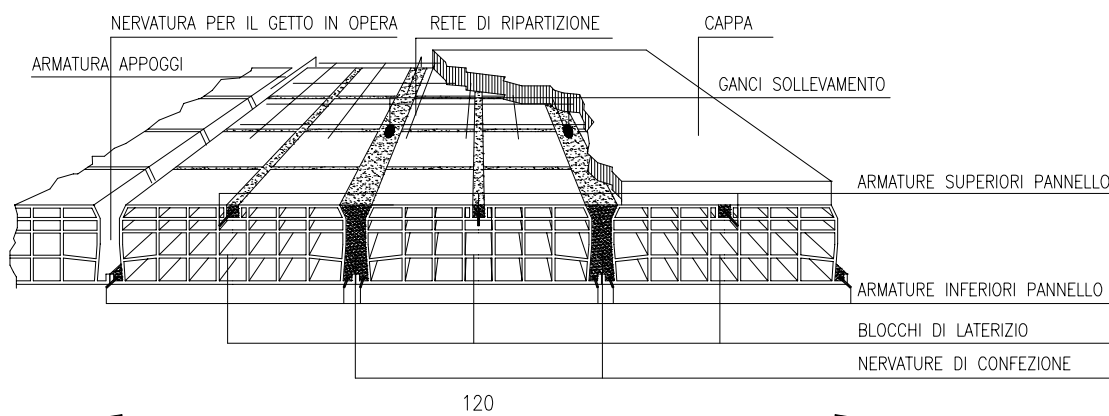 NERVATURA PER IL GETTO IN OPERA
RETE DI RIPARTIZIONE
CAPPA
ARMATURA APPOGGI
GANCI SOLLEVAMENTO
ARMATURE SUPERIORI PANNELLO
ARMATURE INFERIORI PANNELLO
BLOCCHI DI LATERIZIO
NERVATURE DI CONFEZIONE
120